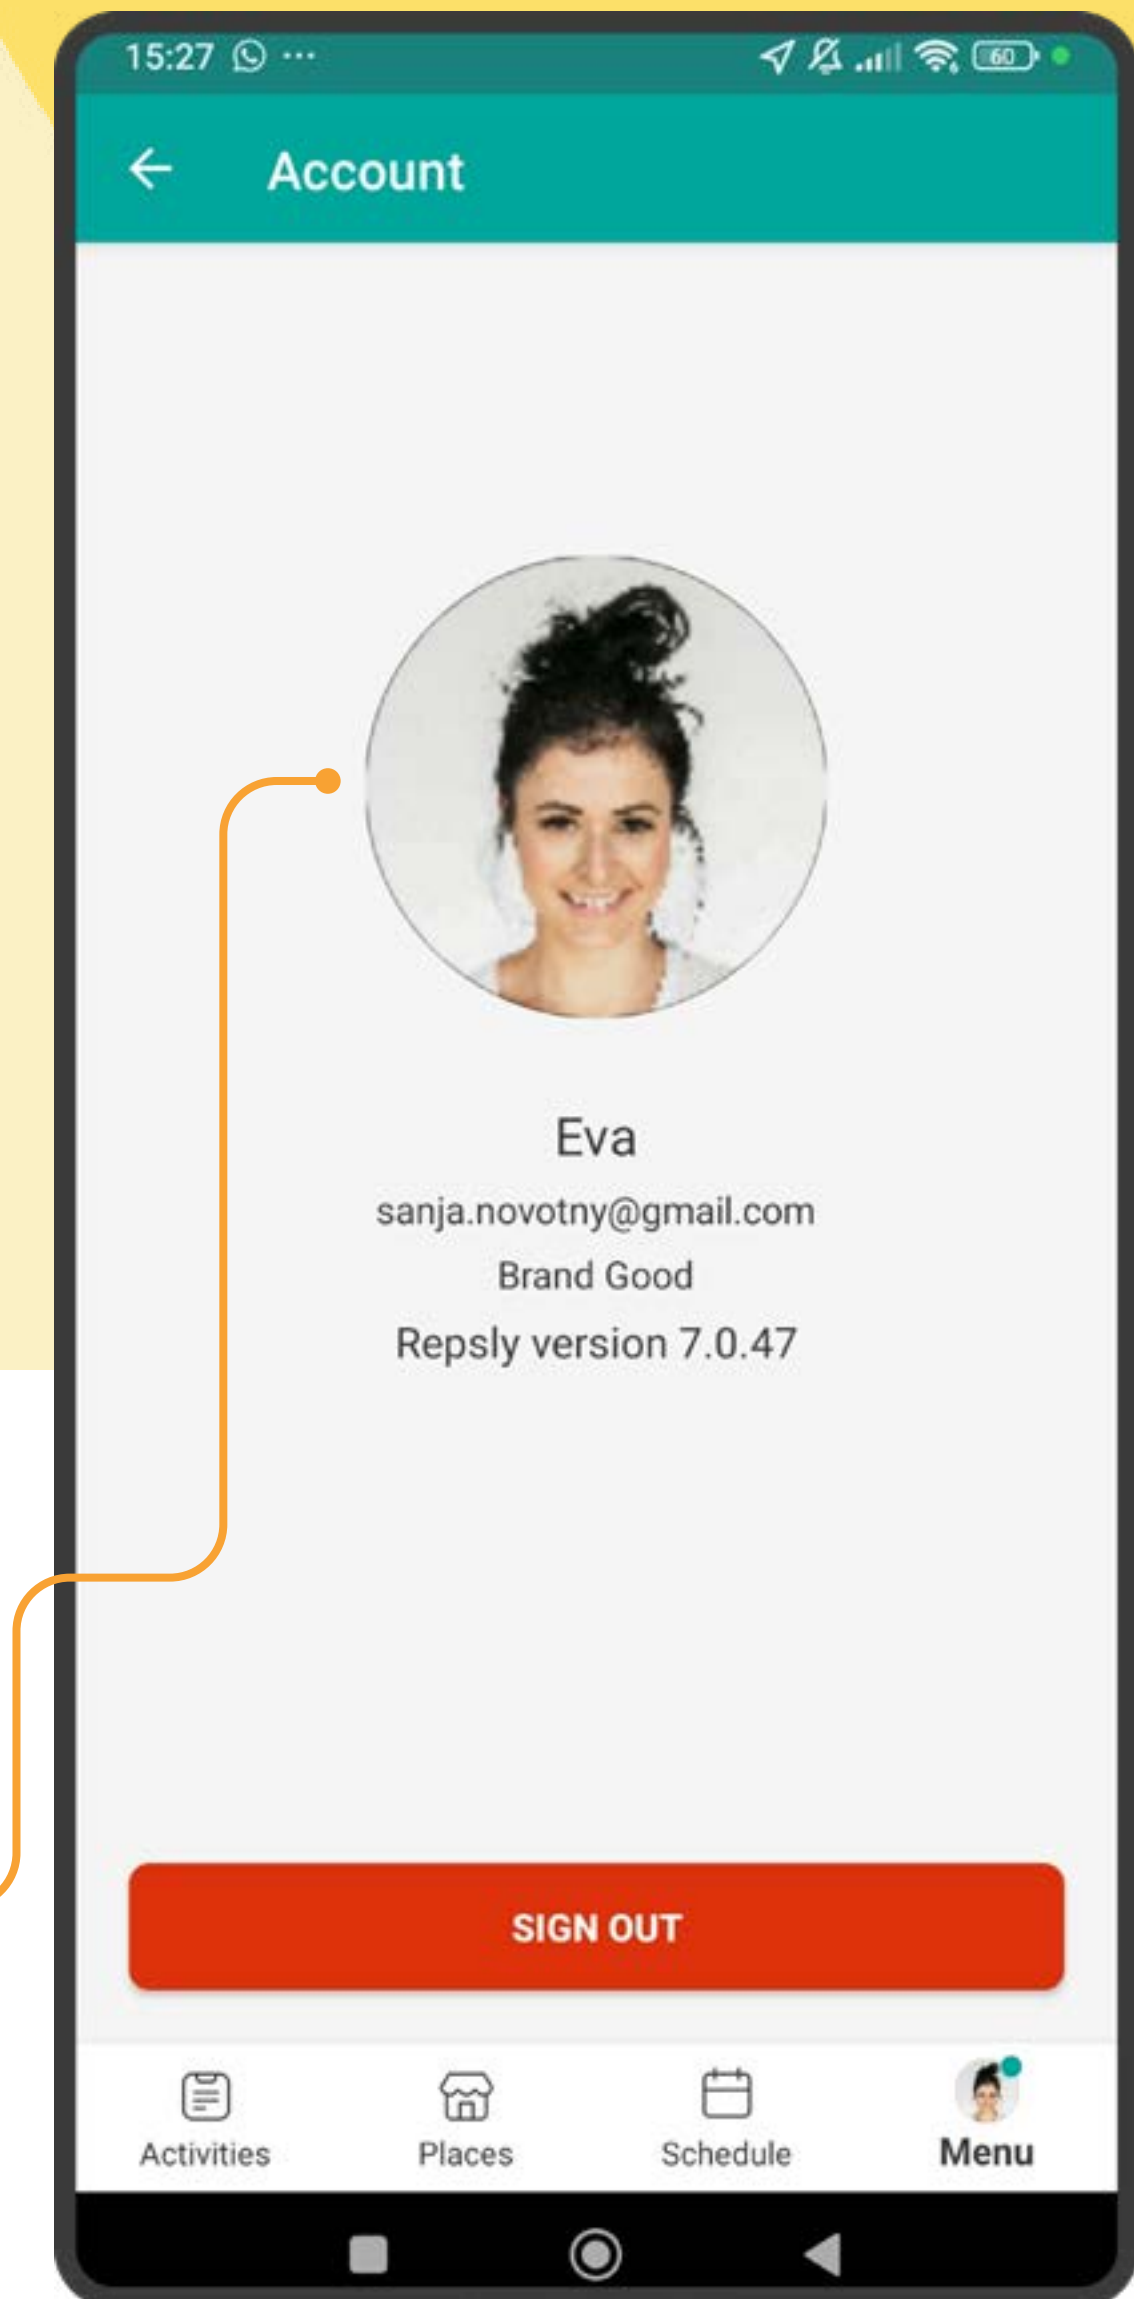 15:27
60
Account
Eva
sanja.novotny@gmail.com
Brand Good
Repsly version 7.0.47
SIGN OUT
Activities
Places
Schedule
Menu